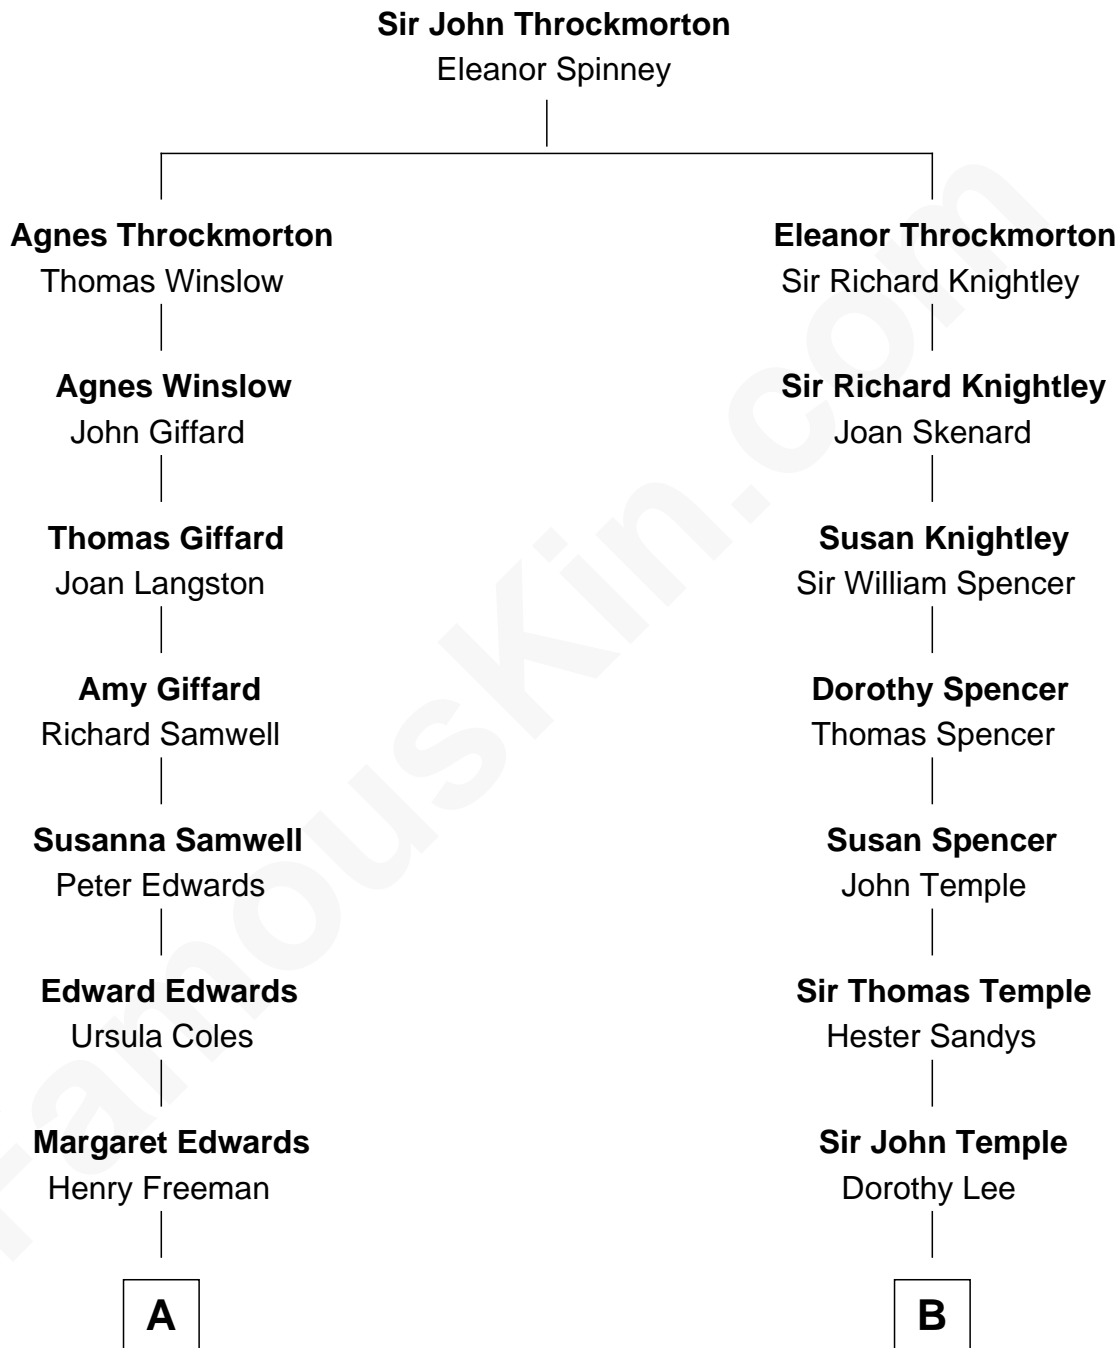 Sir John Throckmorton
Eleanor Spinney
Agnes Throckmorton
Thomas Winslow
Eleanor Throckmorton
Sir Richard Knightley
Agnes Winslow
John Giffard
Sir Richard Knightley
Joan Skenard
Thomas Giffard
Joan Langston
Susan Knightley
Sir William Spencer
Amy Giffard
Richard Samwell
Dorothy Spencer
Thomas Spencer
Susanna Samwell
Peter Edwards
Susan Spencer
John Temple
Edward Edwards
Ursula Coles
Sir Thomas Temple
Hester Sandys
Margaret Edwards
Henry Freeman
Sir John Temple
Dorothy Lee
A
B
FamousKin.com